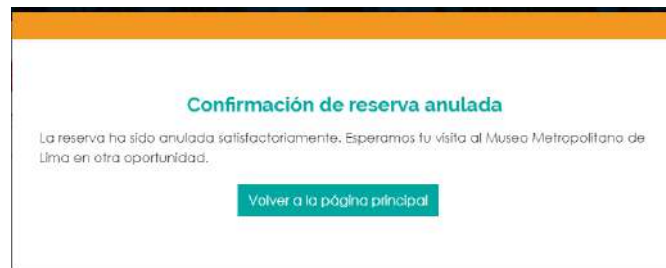 Confirmación de reserva anulada
La reserva ha sido anulada satisfactoriamente. Esperamos tu visita al Museo Metropolitano de
Lima en otra oportunidad.
Volver a la página principal